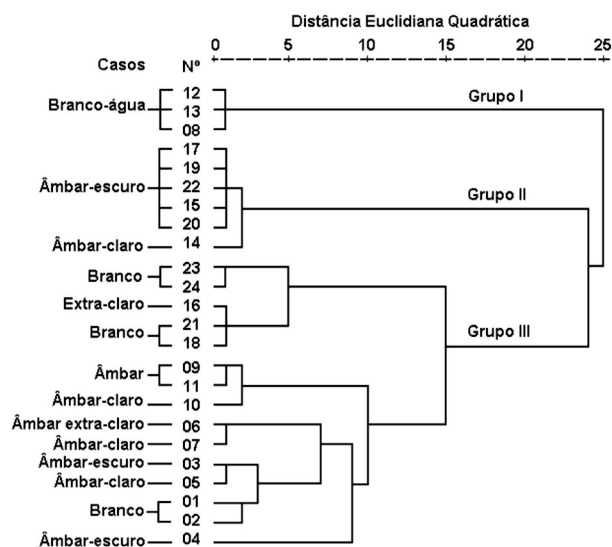 Distância Euclidiana Quadrática
Casos Nº 0 5 10 15 20 25
12
Branco-água 13 Grupo I
08
17
19
Âmbar-escuro 22 Grupo II
15
20
Âmbar-claro 14
23
Branco
24
Extra-claro 16
21
Branco Grupo III
18
09
Âmbar
11
Âmbar-claro 10
Âmbar extra-claro 06
Âmbar-claro 07
Âmbar-escuro 03
Âmbar-claro 05
01
Branco
02
Âmbar-escuro 04